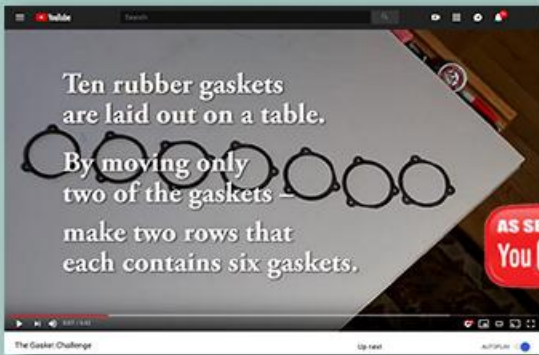 YouTube
Search
Ten rubber gaskets
are laid out on a table.
By moving only
two of the gaskets –
make two rows that
each contains six gaskets.
AS SE
You
The Gasket Challenge
Up next
AUTOPLAY